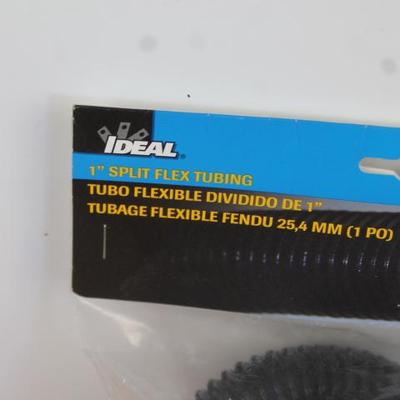 IDEAL
1" SPLIT FLEX TUBING
TUBO FLEXIBLE DIVIDIDO DE 1"
TUBAGE FLEXIBLE FENDU 25,4 MM (1 PO)